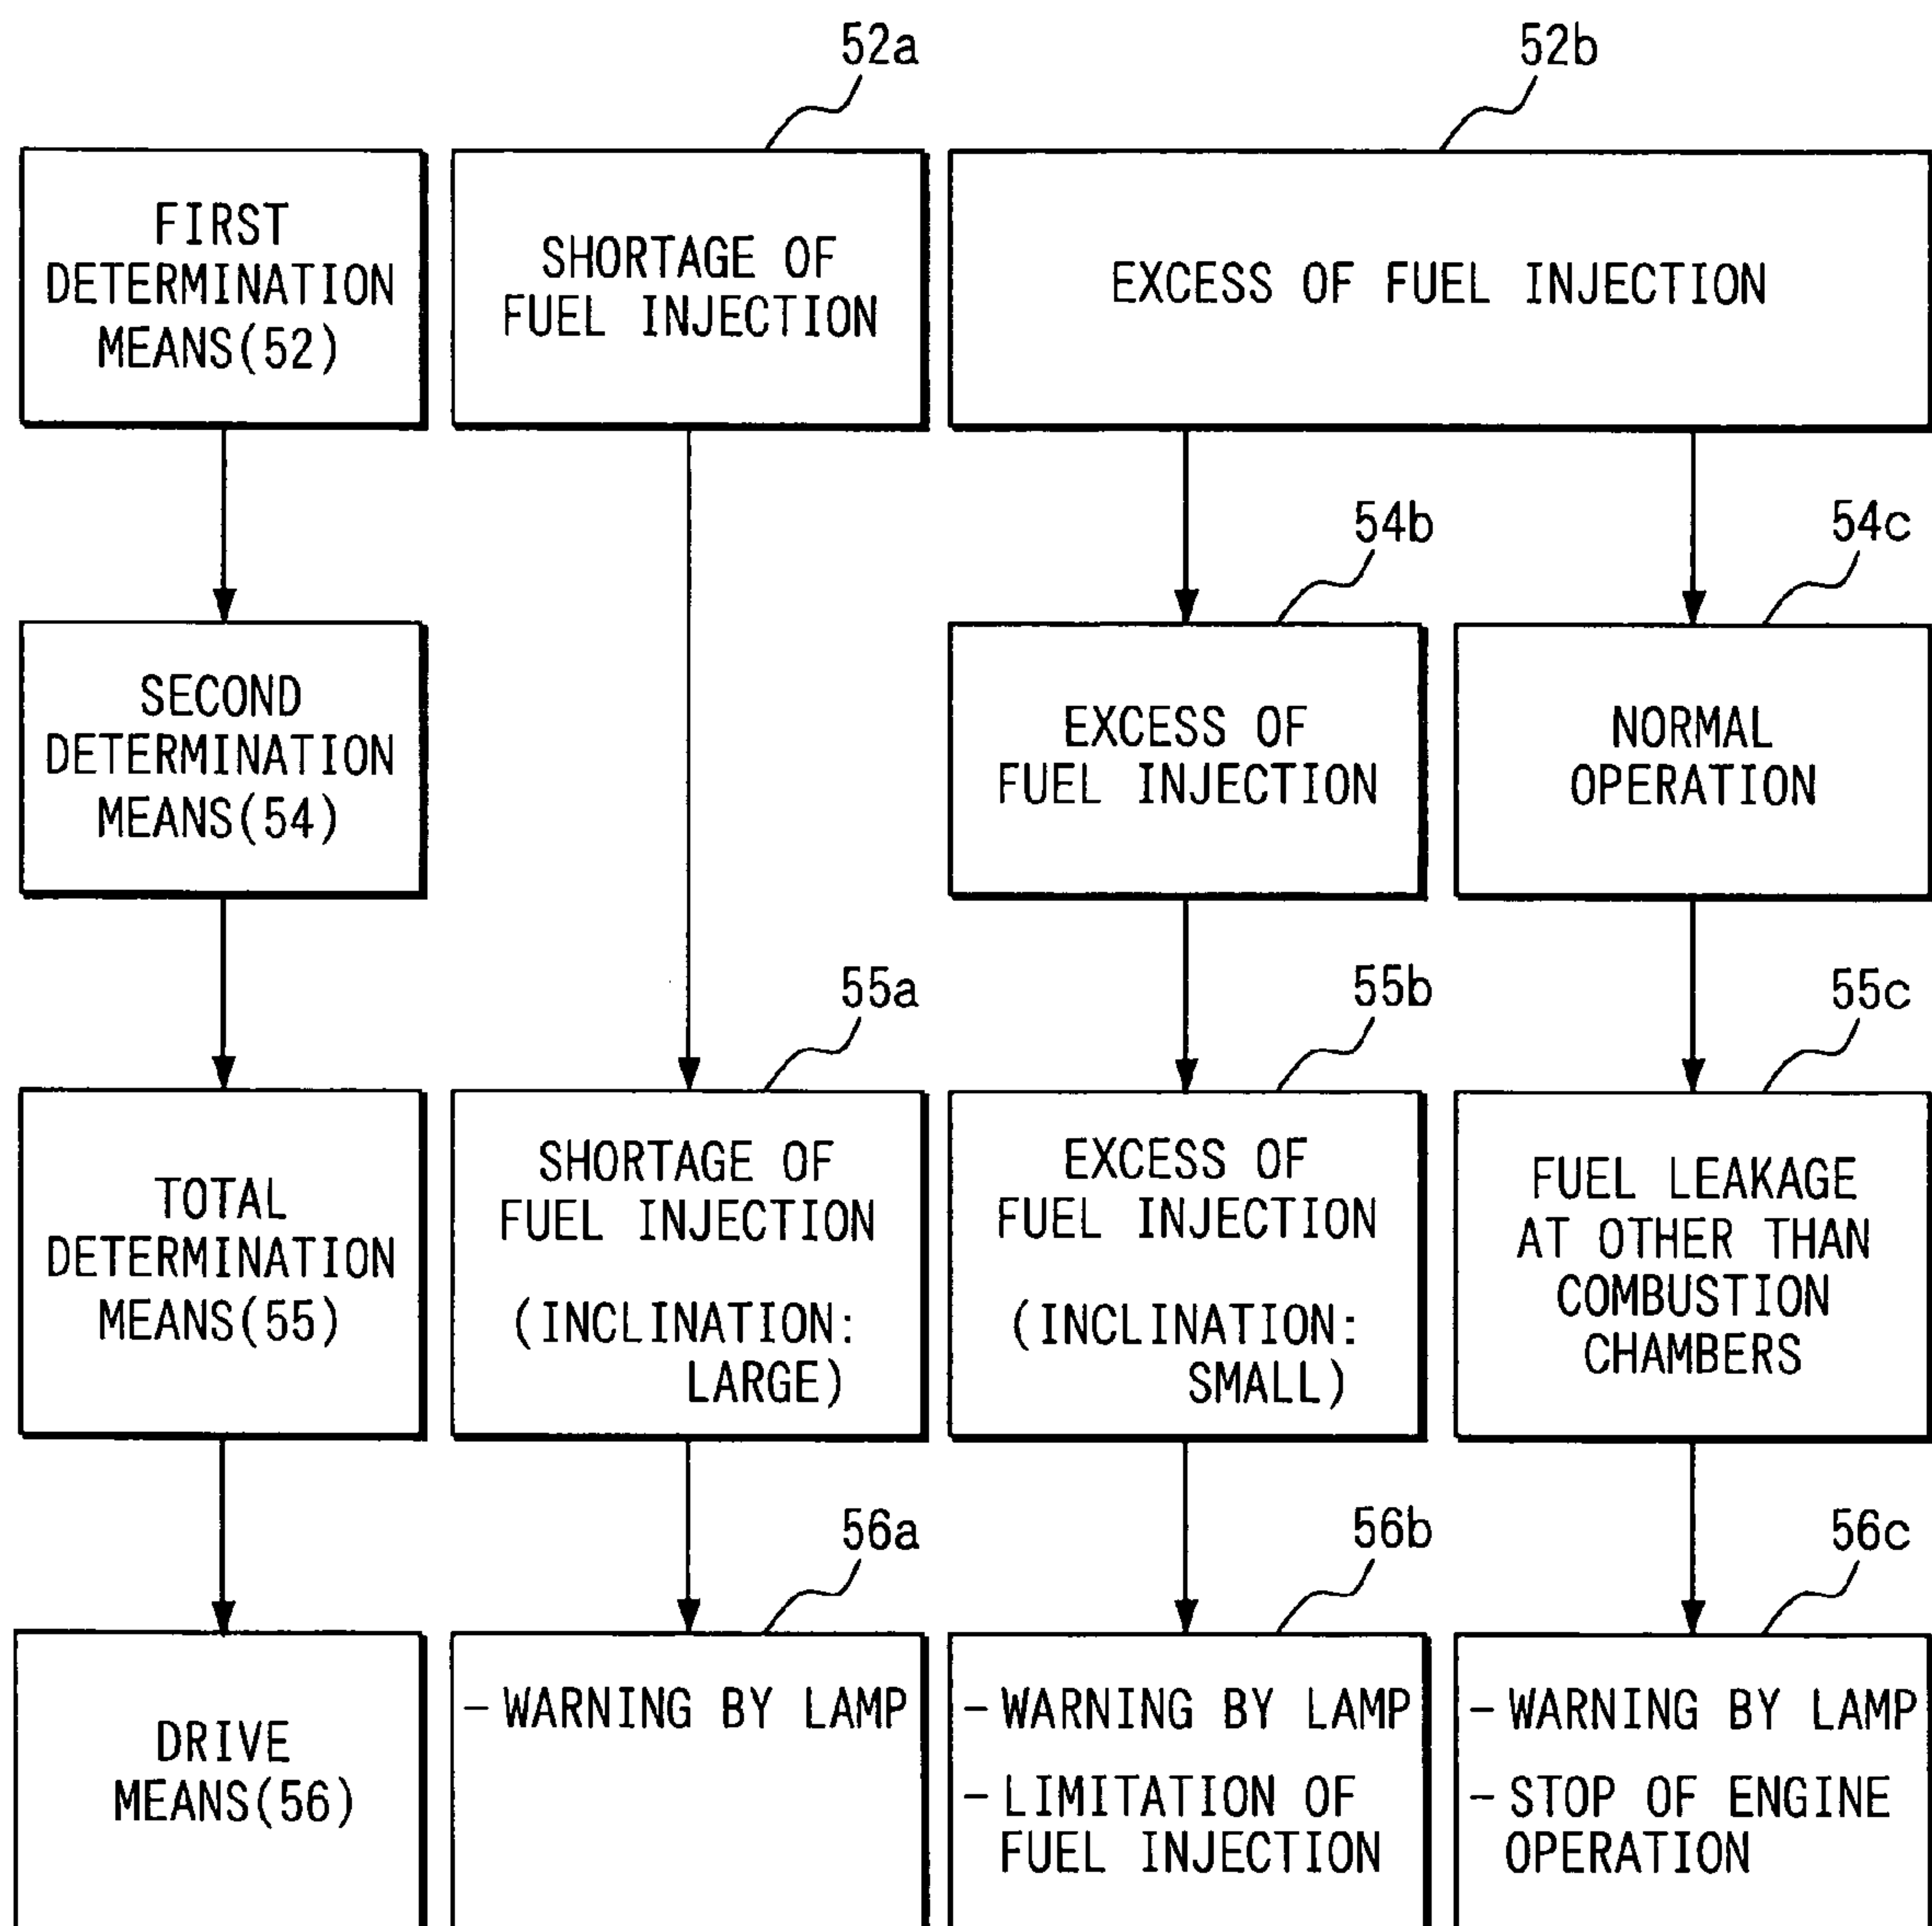 52a
52b
FIRST
DETERMINATION
MEANS(52)
SHORTAGE OF
FUEL INJECTION
EXCESS OF FUEL INJECTION
54b
54c
SECOND
DETERMINATION
MEANS(54)
EXCESS OF
FUEL INJECTION
NORMAL
OPERATION
55a
55b
55c
TOTAL
DETERMINATION
MEANS(55)
SHORTAGE OF
FUEL INJECTION
(INCLINATION:
LARGE)
EXCESS OF
FUEL INJECTION
(INCLINATION:
SMALL)
FUEL LEAKAGE
AT OTHER THAN
COMBUSTION
CHAMBERS
56a
56b
56c
DRIVE
MEANS(56)
- WARNING BY LAMP
- WARNING BY LAMP
- LIMITATION OF
FUEL INJECTION
- WARNING BY LAMP
- STOP OF ENGINE
OPERATION